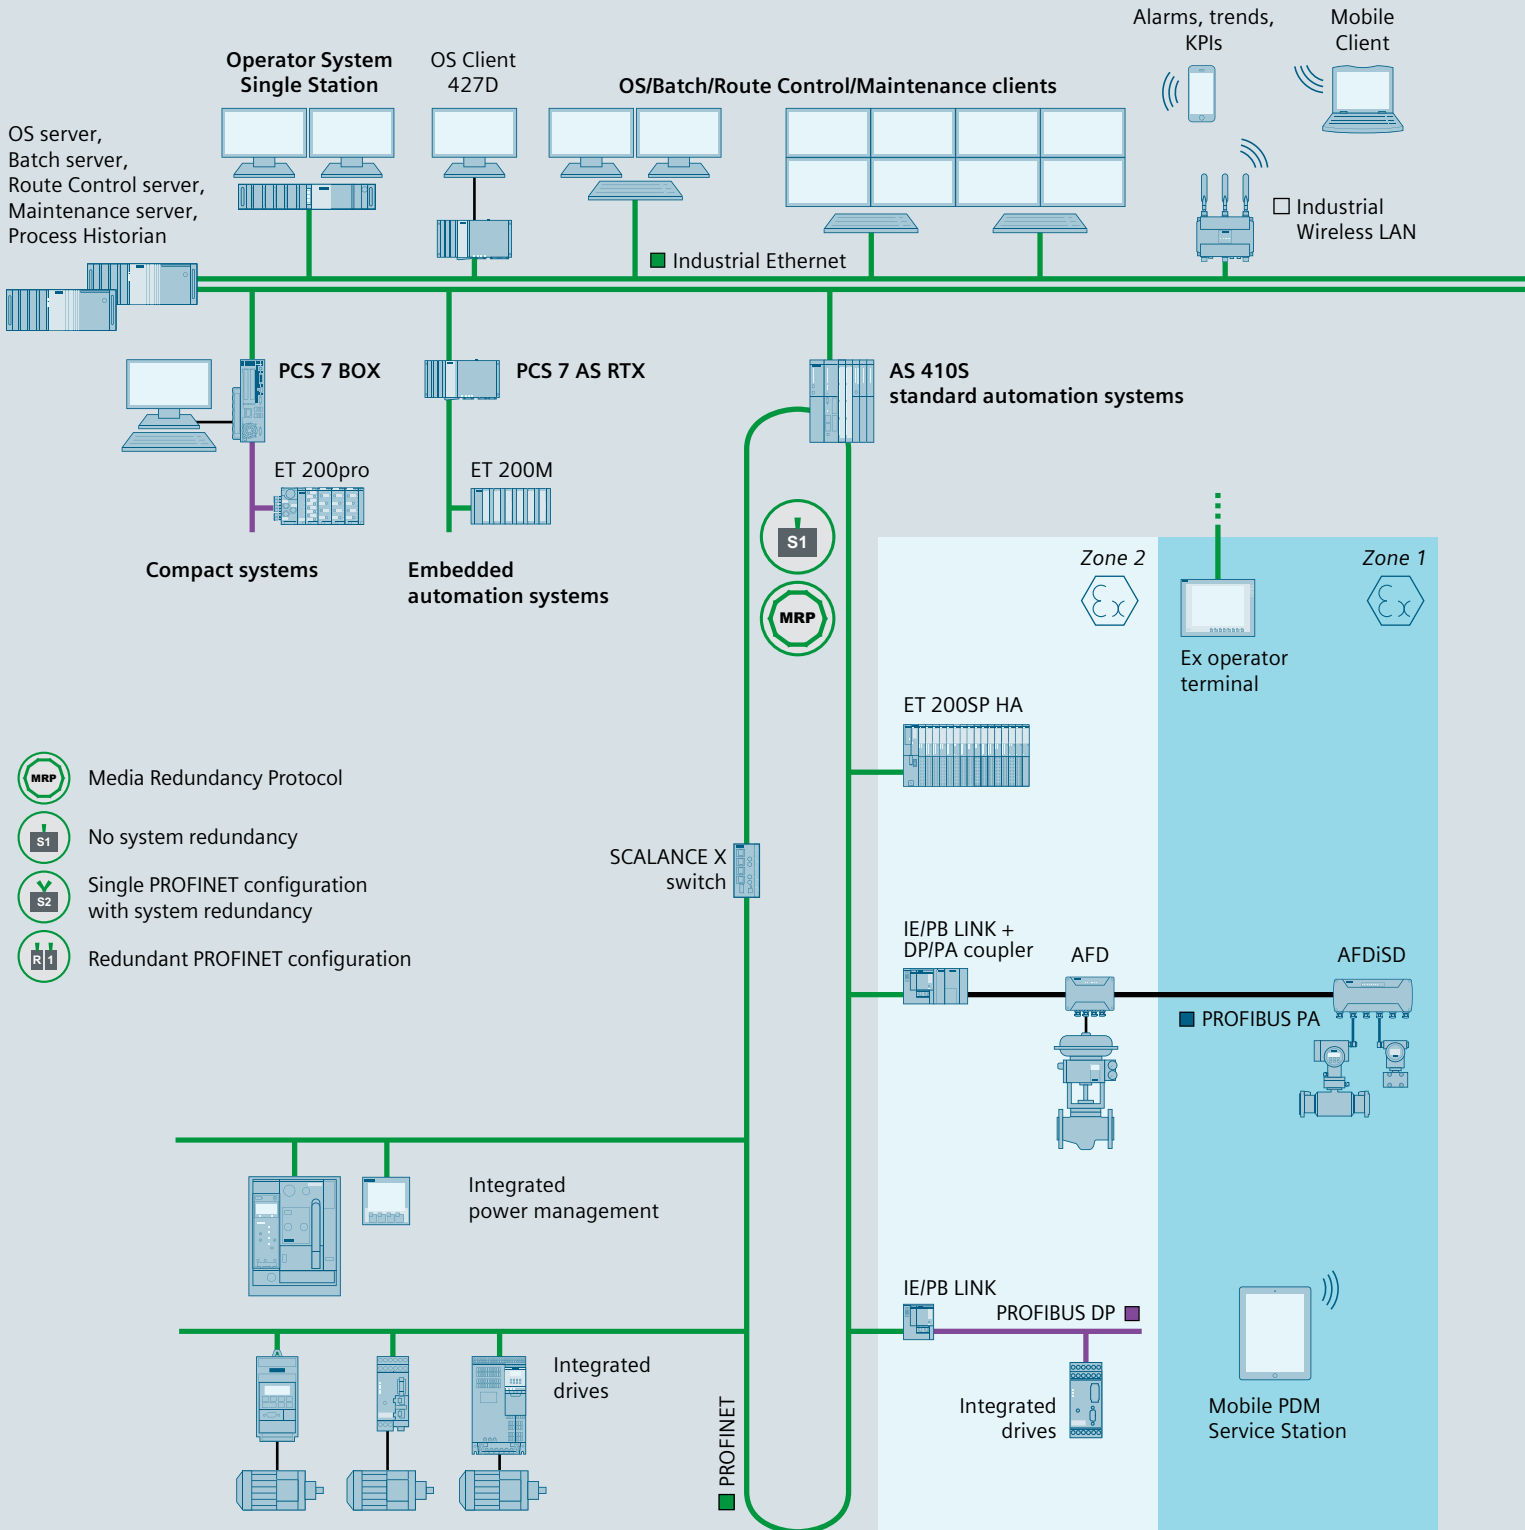 Alarms, trends,
KPIs
Mobile
Client
Operator System
Single Station
OS Client
427D
OS/Batch/Route Control/Maintenance clients
OS server,
Batch server,
Route Control server,
Maintenance server,
Process Historian
Industrial
Wireless LAN
Industrial Ethernet
PCS 7 BOX
PCS 7 AS RTX
AS 410S
standard automation systems
ET 200pro
ET 200M
S1
Compact systems
Embedded
automation systems
MRP
Zone 2
Ex
Zone 1
Ex
Ex operator
terminal
ET 200SP HA
MRP
Media Redundancy Protocol
S1
No system redundancy
S2
Single PROFINET configuration
with system redundancy
R 1
Redundant PROFINET configuration
SCALANCE X
switch
IE/PB LINK +
DP/PA coupler
AFD
AFDiSD
PROFIBUS PA
Integrated
power management
IE/PB LINK
PROFIBUS DP
Integrated
drives
PROFINET
Integrated
drives
Mobile PDM
Service Station